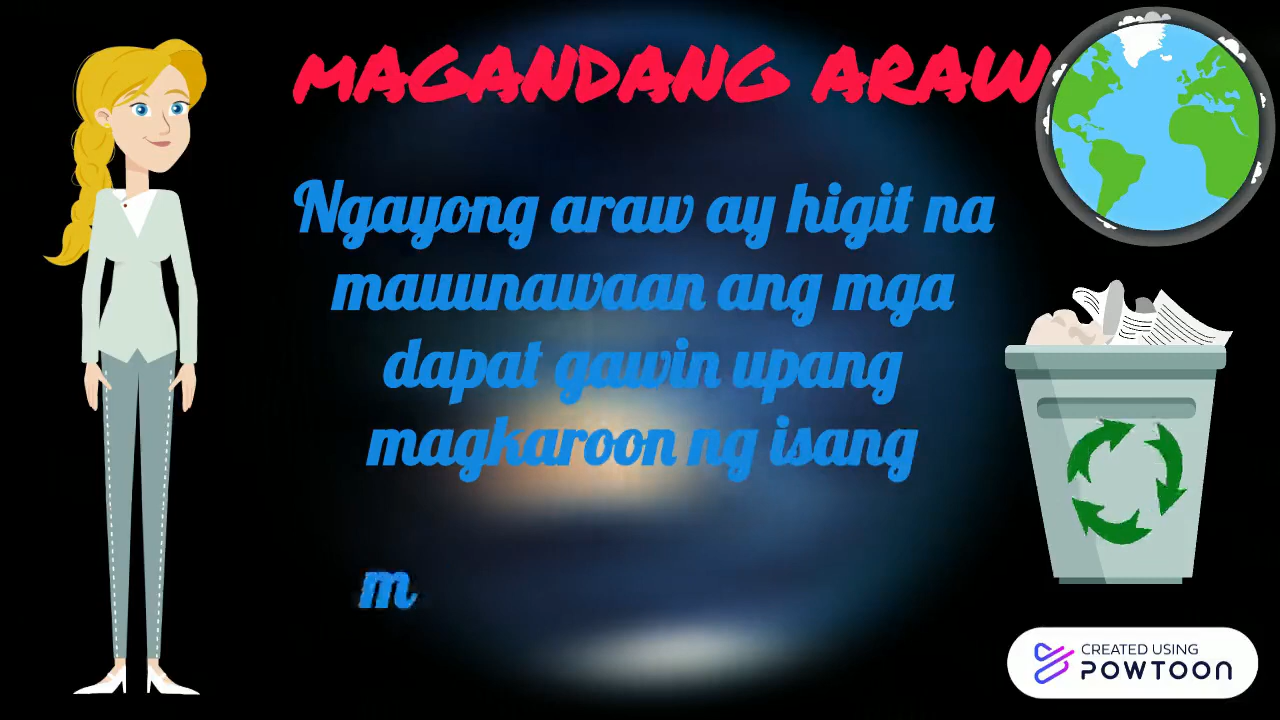 MAGANDANG ARAW
Ngayong araw ay higit na
mauunawaan ang mga
dapat gawin upang
magkaroon ng isang
m
CREATED USING
POWTOON